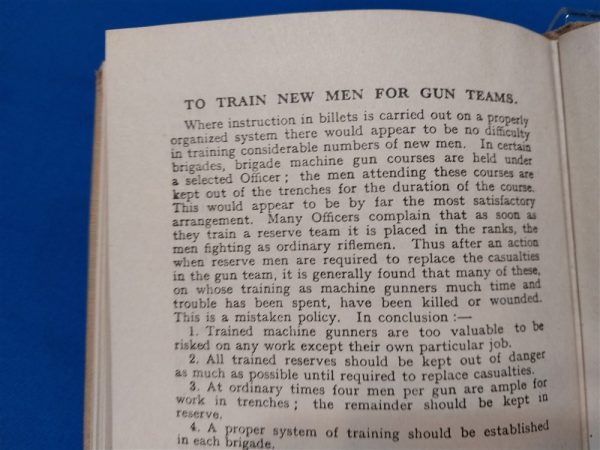 TO TRAIN NEW MEN FOR GUN TEAMS.
Where instruction in billets is carried out on a properly
organized system there would appear to be no difficulty
in training considerable numbers of new men. In certain
brigades, brigade machine gun courses are held under
a selected Officer; the men attending these courses are
kept out of the trenches for the duration of the course.
This would appear to be by far the most satisfactory
arrangement. Many Officers complain that as soon as
they train a reserve team it is placed in the ranks, the
men fighting as ordinary riflemen. Thus after an action
when reserve men are required to replace the casualties
in the gun team, it is generally found that many of these,
on whose training as machine gunners much time and
trouble has been spent, have been killed or wounded.
This is a mistaken policy. In conclusion :—
1. Trained machine gunners are too valuable to be
risked on any work except their own particular job.
2. All trained reserves should be kept out of danger
as much as possible until required to replace casualties.
3. At ordinary times four men per gun are ample for
work in trenches; the remainder should be kept in
reserve.
4. A proper system of training should be established
in each brigade.